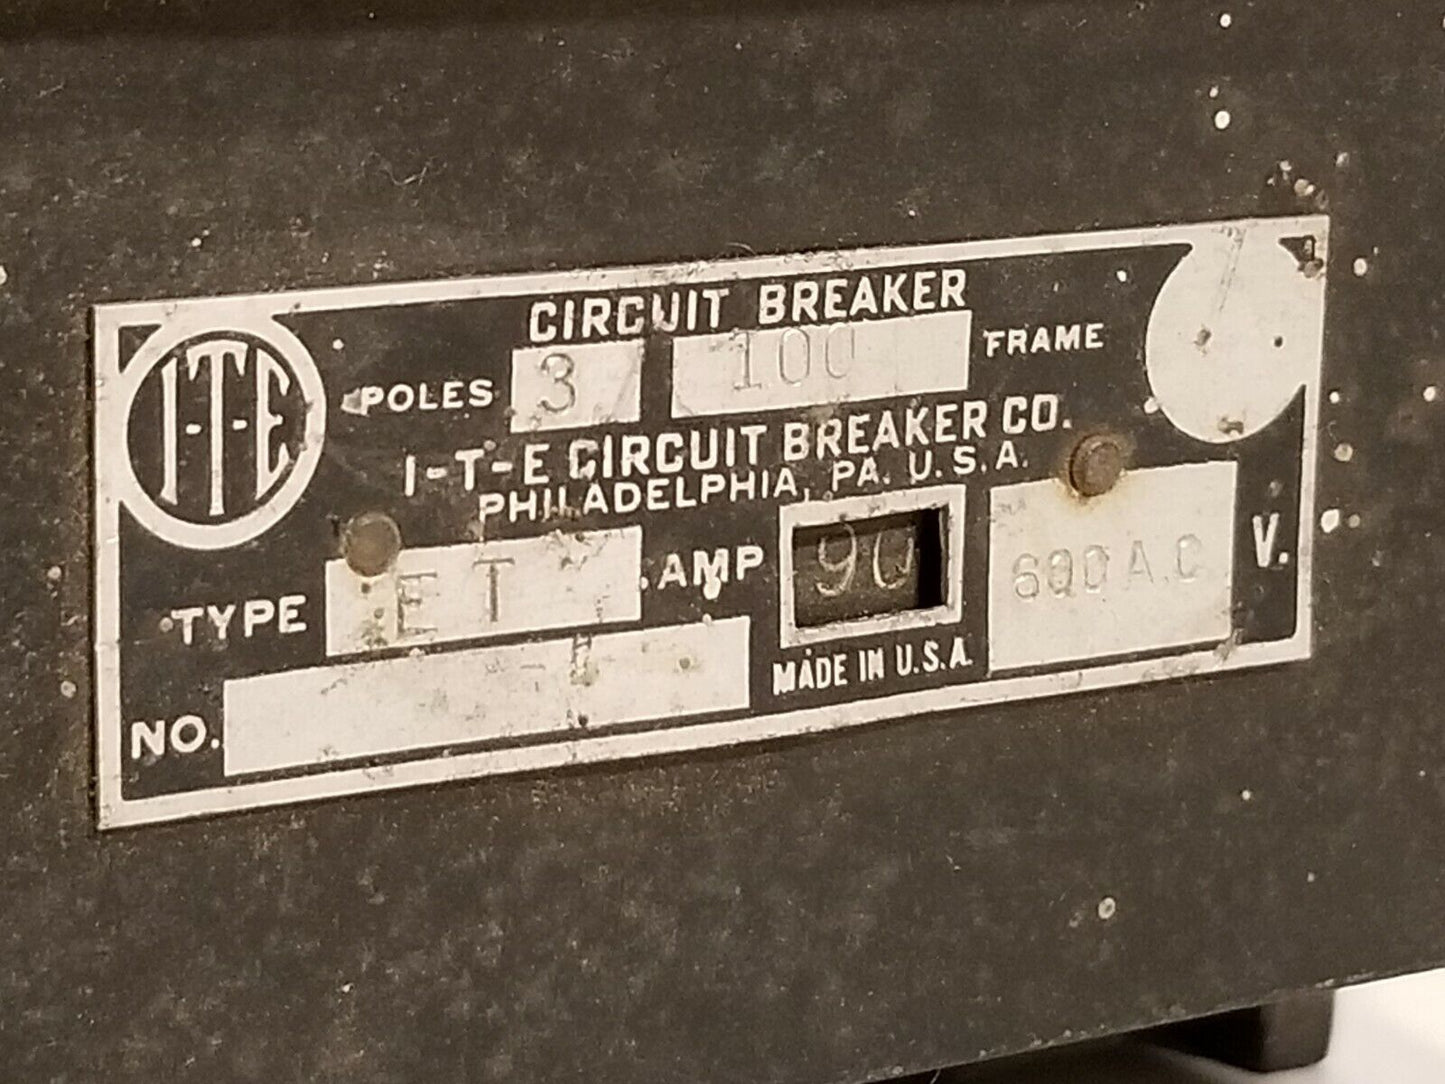 CIRCUIT BREAKER
I-T-E
POLES 3 100 FRAME
I-T-E CIRCUIT BREAKER CO.
PHILADELPHIA, PA. U.S.A.
TYPE ET AMP 90 600 A.C V.
NO.
MADE IN U.S.A.